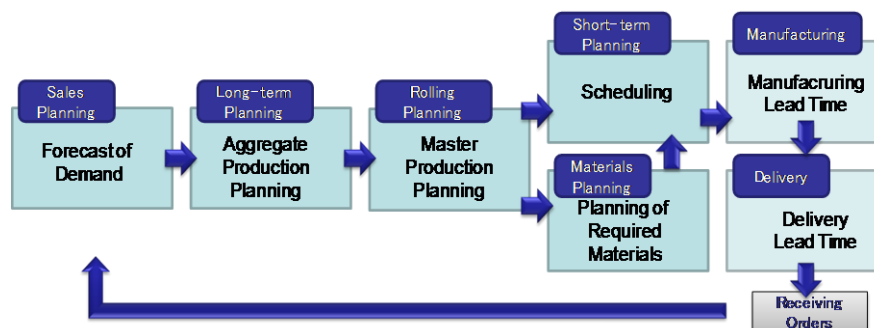 Sales
Planning
Forecast of
Demand
Long-term
Planning
Aggregate
Production
Planning
Rolling
Planning
Master
Production
Planning
Short-term
Planning
Scheduling
Materials
Planning
Planning of
Required
Materials
Manufacturing
Manufacruring
Lead Time
Delivery
Delivery
Lead Time
Receiving
Orders